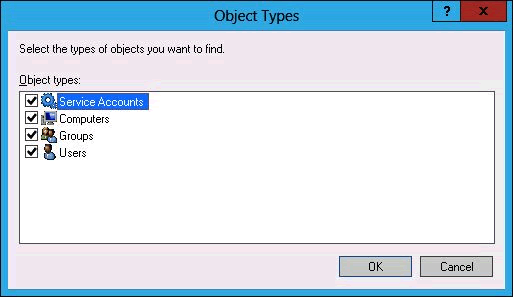 Object Types
?
x
Select the types of objects you want to find.
Object types:
Service Accounts
Computers
Groups
Users
OK
Cancel